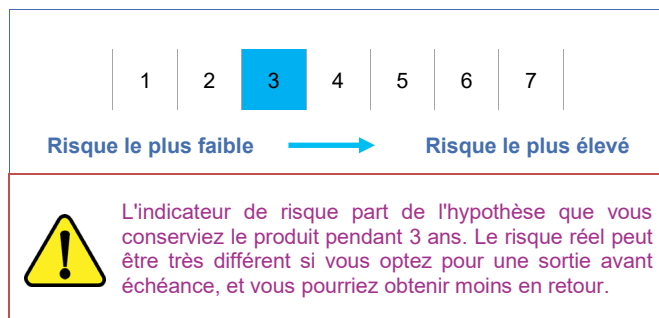 1 2 3 4 5 6 7
Risque le plus faible Risque le plus élevé
L'indicateur de risque part de l'hypothèse que vous
conserviez le produit pendant 3 ans. Le risque réel peut
être très différent si vous optez pour une sortie avant
échéance, et vous pourriez obtenir moins en retour.